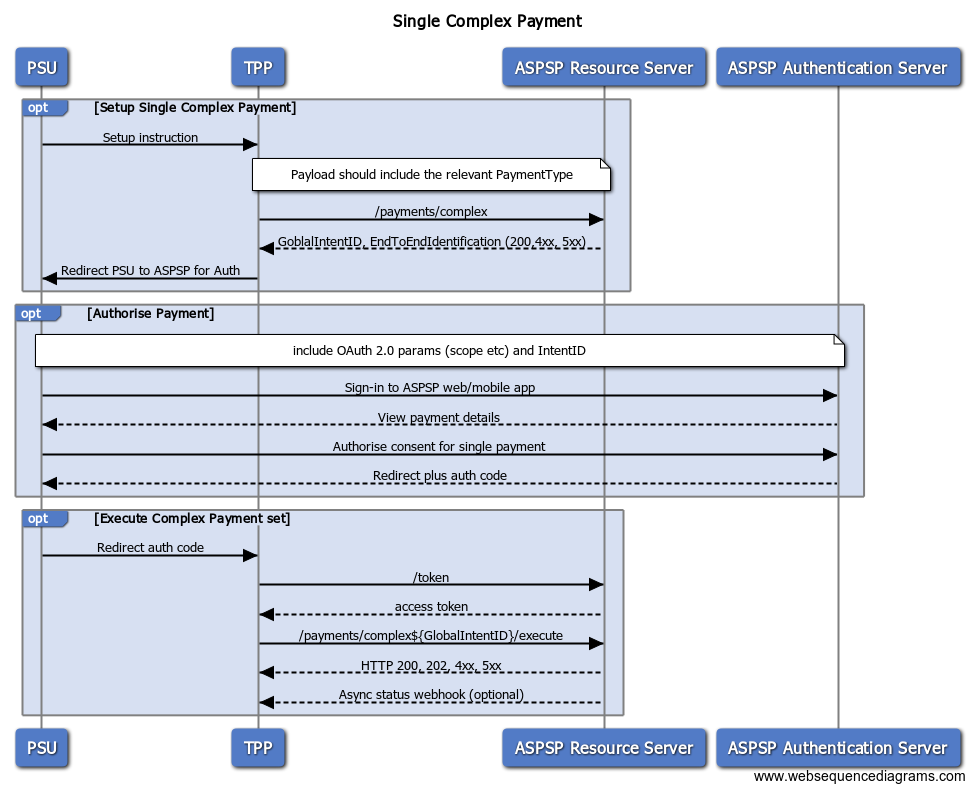 Single Complex Payment
PSU
TPP
ASPSP Resource Server
ASPSP Authentication Server
opt
[Setup Single Complex Payment]
Setup instruction
Payload should include the relevant PaymentType
/payments/complex
GoblalIntentID, EndToEndIdentification (200,4xx, 5xx)
Redirect PSU to ASPSP for Auth
opt
[Authorise Payment]
include OAuth 2.0 params (scope etc) and IntentID
Sign-in to ASPSP web/mobile app
View payment details
Authorise consent for single payment
Redirect plus auth code
opt
[Execute Complex Payment set]
Redirect auth code
/token
access token
/payments/complex${GlobalIntentID}/execute
HTTP 200, 202, 4xx, 5xx
Async status webhook (optional)
PSU
TPP
ASPSP Resource Server
ASPSP Authentication Server
www.websequencediagrams.com